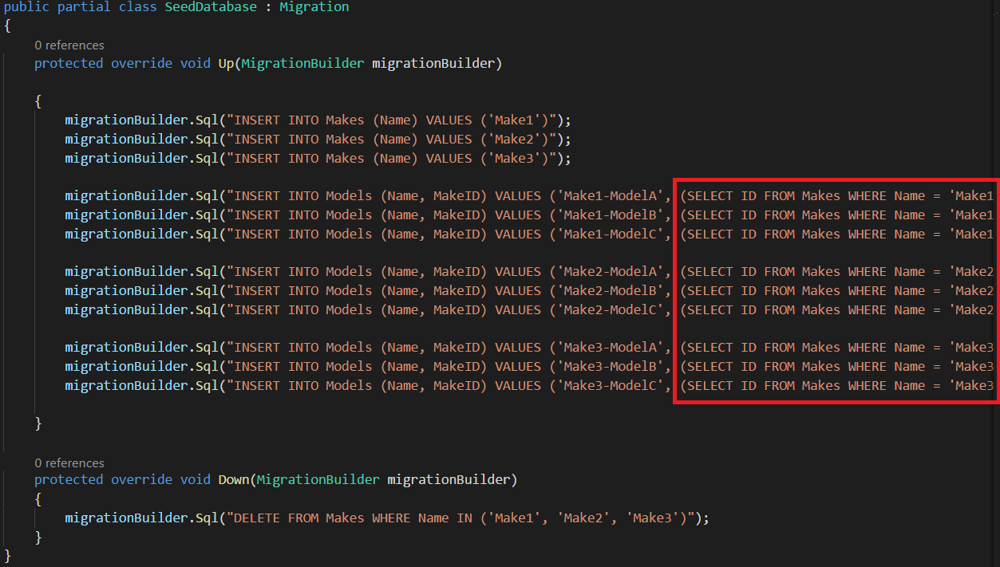 public partial class SeedDatabase : Migration
{
0 references
protected override void Up(MigrationBuilder migrationBuilder)
{
migrationBuilder.Sql("INSERT INTO Makes (Name) VALUES ('Make1')");
migrationBuilder.Sql("INSERT INTO Makes (Name) VALUES ('Make2')");
migrationBuilder.Sql("INSERT INTO Makes (Name) VALUES ('Make3')");
migrationBuilder.Sql("INSERT INTO Models (Name, MakeID) VALUES ('Make1-ModelA', (SELECT ID FROM Makes WHERE Name = 'Make1
migrationBuilder.Sql("INSERT INTO Models (Name, MakeID) VALUES ('Make1-ModelB', (SELECT ID FROM Makes WHERE Name = 'Make1
migrationBuilder.Sql("INSERT INTO Models (Name, MakeID) VALUES ('Make1-ModelC', (SELECT ID FROM Makes WHERE Name = 'Make1
migrationBuilder.Sql("INSERT INTO Models (Name, MakeID) VALUES ('Make2-ModelA', (SELECT ID FROM Makes WHERE Name = 'Make2
migrationBuilder.Sql("INSERT INTO Models (Name, MakeID) VALUES ('Make2-ModelB', (SELECT ID FROM Makes WHERE Name = 'Make2
migrationBuilder.Sql("INSERT INTO Models (Name, MakeID) VALUES ('Make2-ModelC', (SELECT ID FROM Makes WHERE Name = 'Make2
migrationBuilder.Sql("INSERT INTO Models (Name, MakeID) VALUES ('Make3-ModelA', (SELECT ID FROM Makes WHERE Name = 'Make3
migrationBuilder.Sql("INSERT INTO Models (Name, MakeID) VALUES ('Make3-ModelB', (SELECT ID FROM Makes WHERE Name = 'Make3
migrationBuilder.Sql("INSERT INTO Models (Name, MakeID) VALUES ('Make3-ModelC', (SELECT ID FROM Makes WHERE Name = 'Make3
}
0 references
protected override void Down(MigrationBuilder migrationBuilder)
{
migrationBuilder.Sql("DELETE FROM Makes WHERE Name IN ('Make1', 'Make2', 'Make3')");
}
}